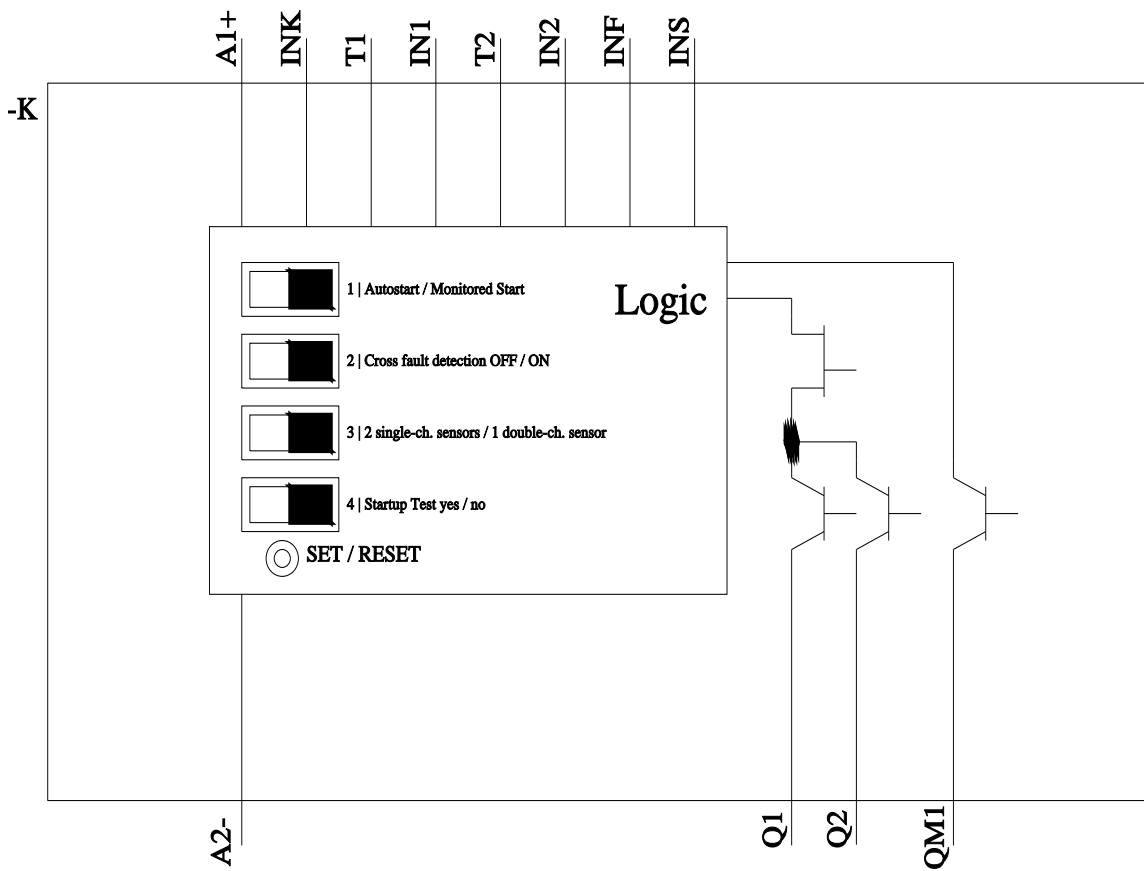 A1+
INK
T1
IN1
T2
IN2
INF
INS
-K
1 | Autostart / Monitored Start
Logic
2 | Cross fault detection OFF / ON
3 | 2 single-ch. sensors / 1 double-ch. sensor
4 | Startup Test yes / no
SET / RESET
A2-
Q1
Q2
QM1